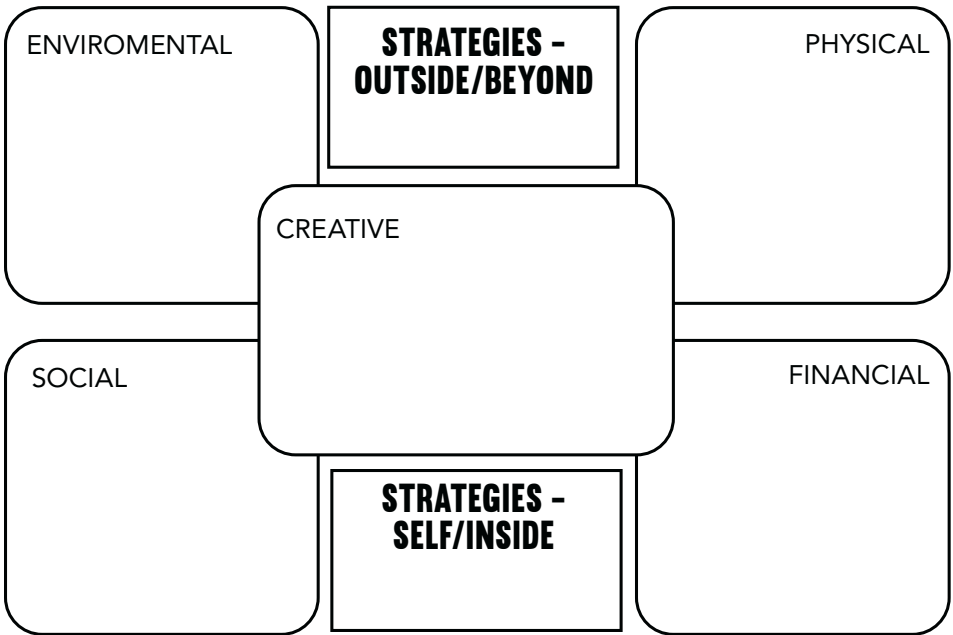 ENVIROMENTAL
STRATEGIES –
OUTSIDE/BEYOND
PHYSICAL
CREATIVE
SOCIAL
FINANCIAL
STRATEGIES –
SELF/INSIDE